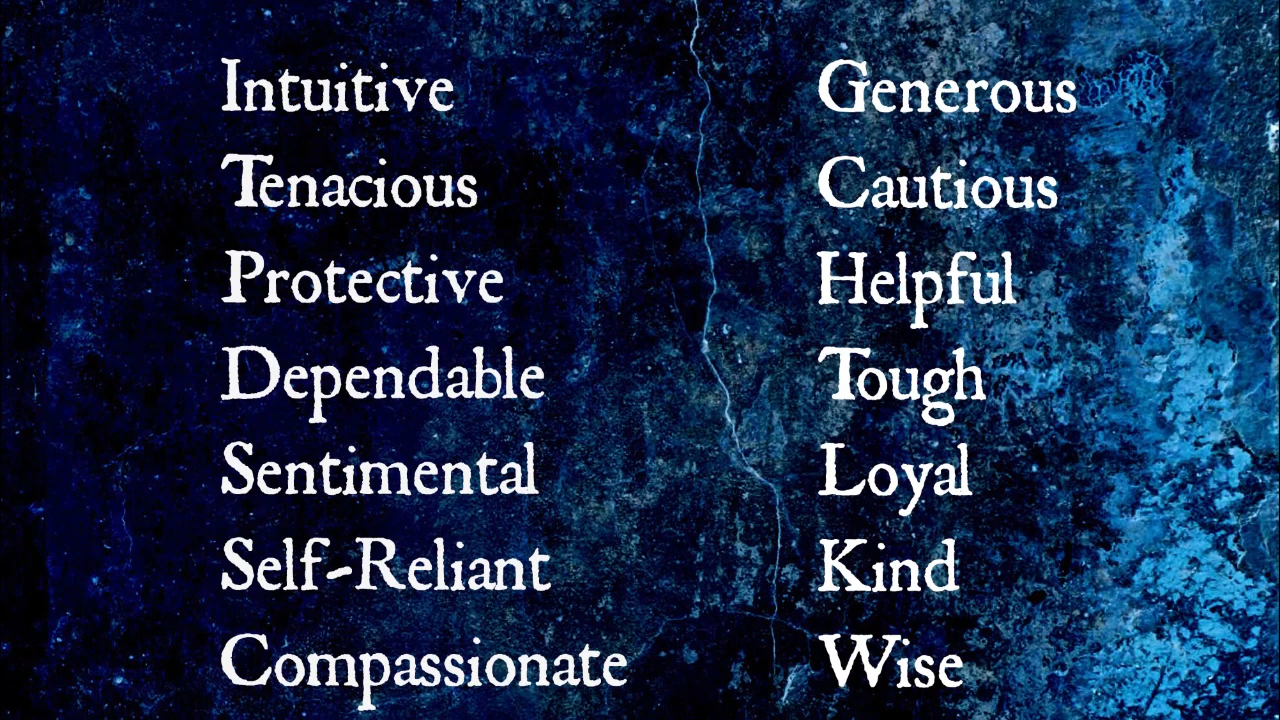 Intuitive
Tenacious
Protective
Dependable
Sentimental
Self-Reliant
Compassionate
Generous
Cautious
Helpful
Tough
Loyal
Kind
Wise